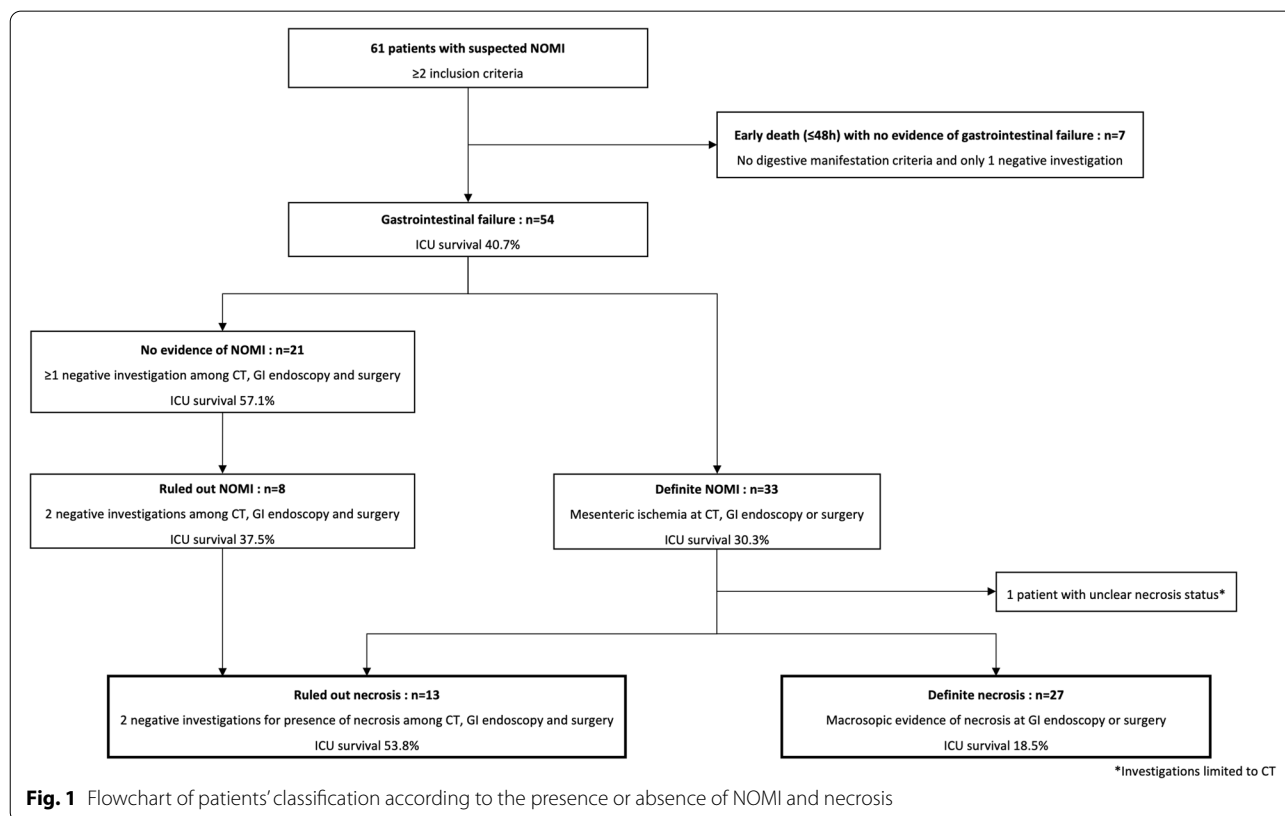 61 patients with suspected NOMI
≥2 inclusion criteria
Early death (≤48h) with no evidence of gastrointestinal failure : n=7
No digestive manifestation criteria and only 1 negative investigation
Gastrointestinal failure : n=54
ICU survival 40.7%
No evidence of NOMI : n=21
≥1 negative investigation among CT, GI endoscopy and surgery
ICU survival 57.1%
Ruled out NOMI : n=8
2 negative investigations among CT, GI endoscopy and surgery
ICU survival 37.5%
Definite NOMI : n=33
Mesenteric ischemia at CT, GI endoscopy or surgery
ICU survival 30.3%
1 patient with unclear necrosis status*
Ruled out necrosis : n=13
2 negative investigations for presence of necrosis among CT, GI endoscopy and surgery
ICU survival 53.8%
Definite necrosis : n=27
Macrosopic evidence of necrosis at GI endoscopy or surgery
ICU survival 18.5%
*Investigations limited to CT
Fig. 1 Flowchart of patients' classification according to the presence or absence of NOMI and necrosis